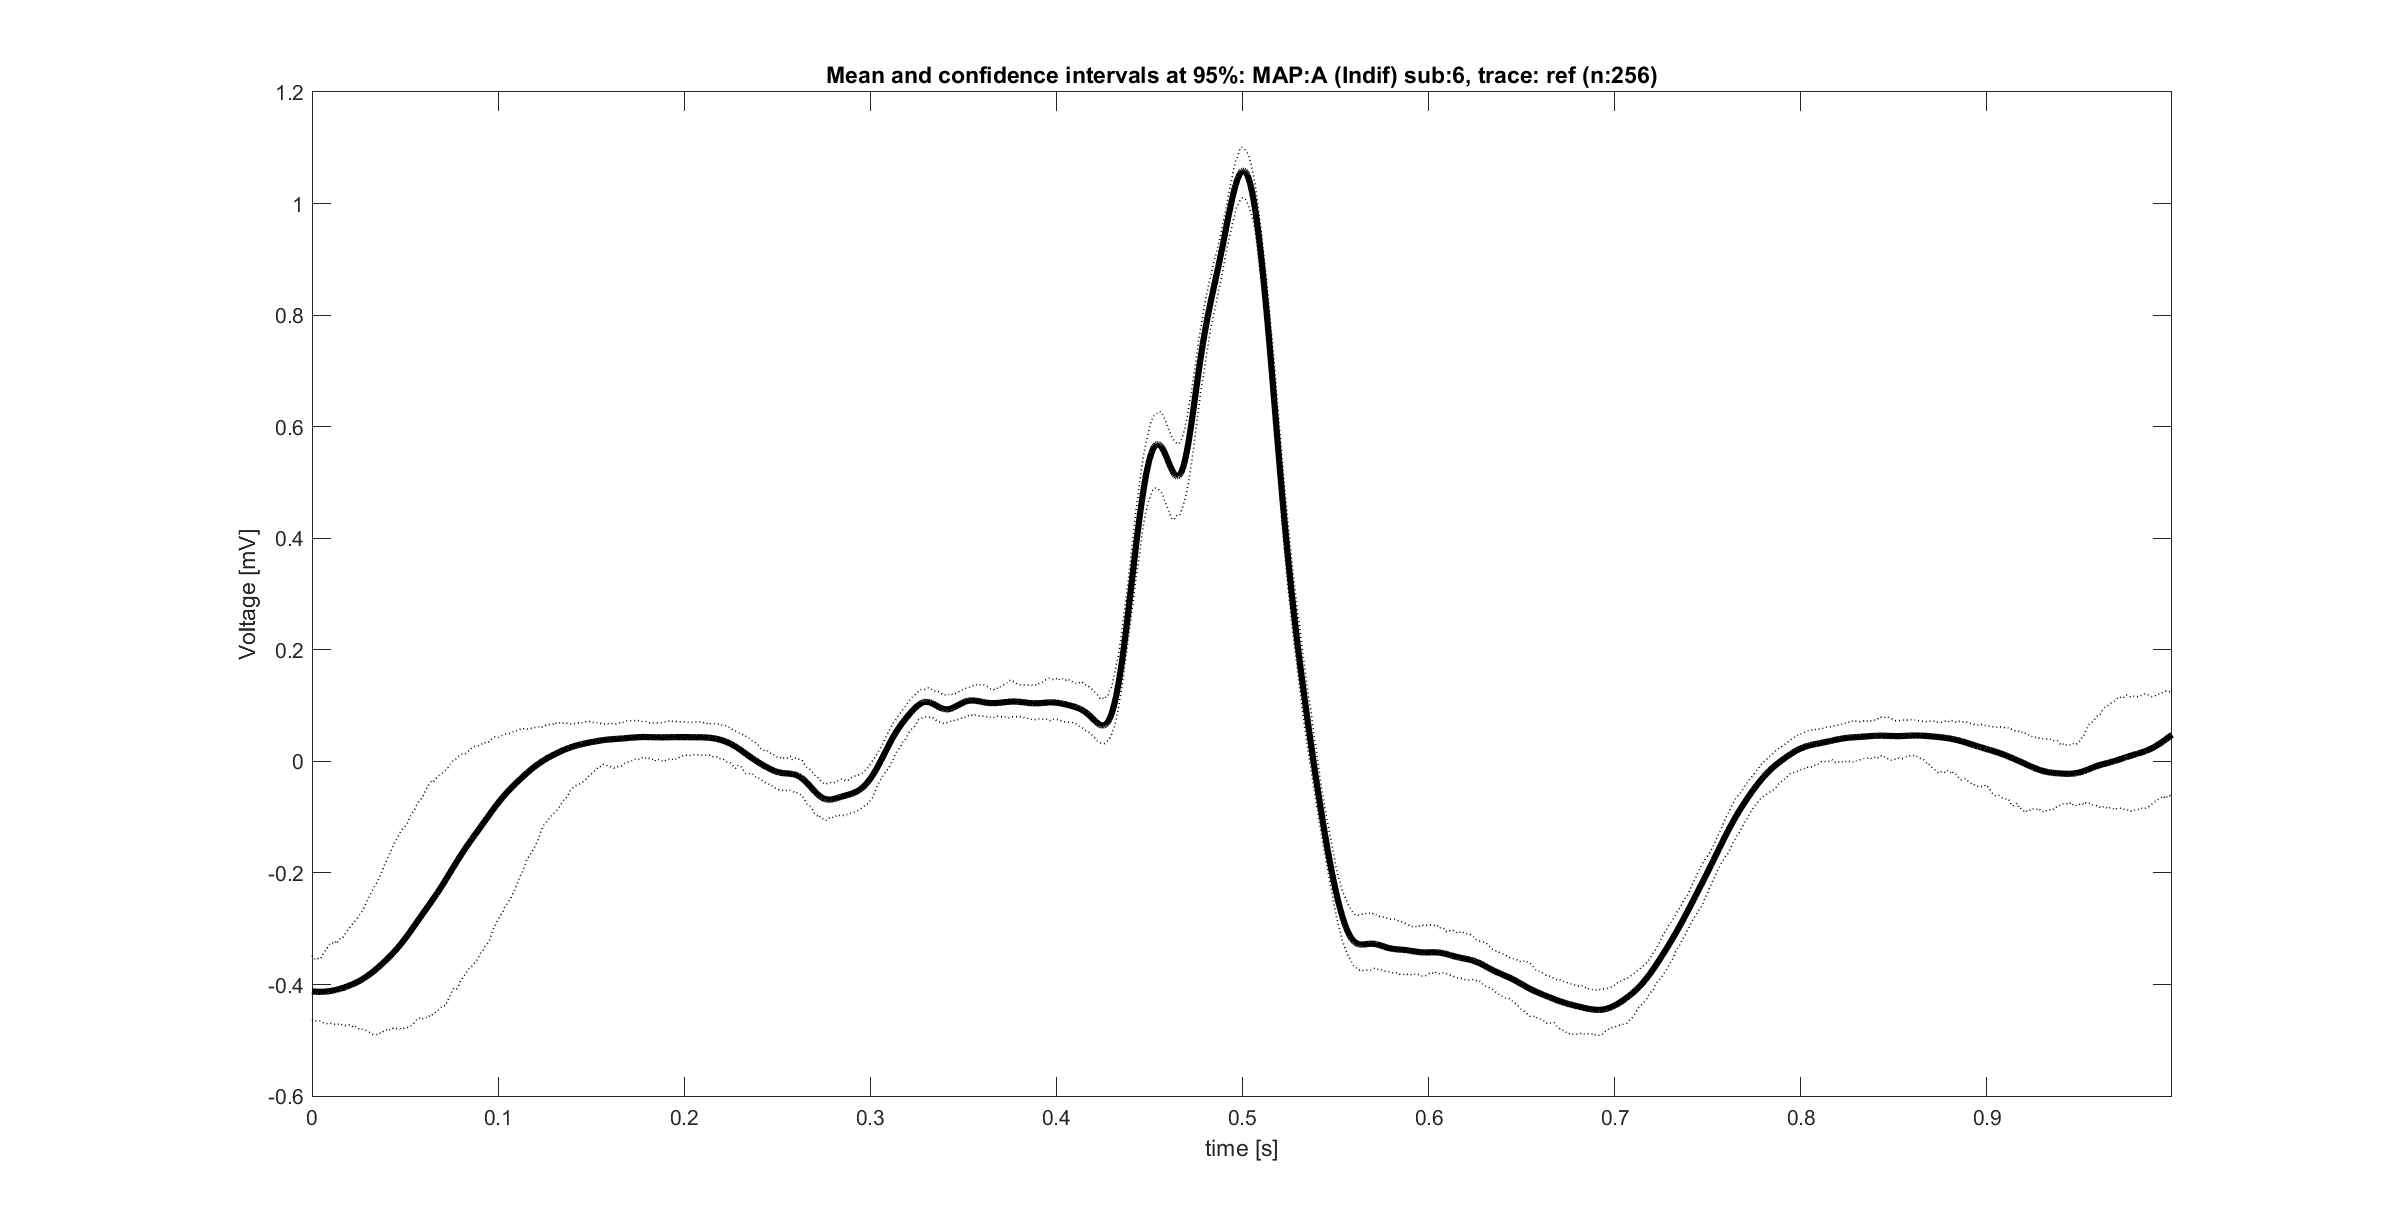 Mean and confidence intervals at 95%: MAP:A (Indif) sub:6, trace: ref (n:256)
1.2
1
0.8
0.6
0.4
0.2
0
-0.2
-0.4
-0.6
Voltage [mV]
0 0.1 0.2 0.3 0.4 0.5 0.6 0.7 0.8 0.9
time [s]